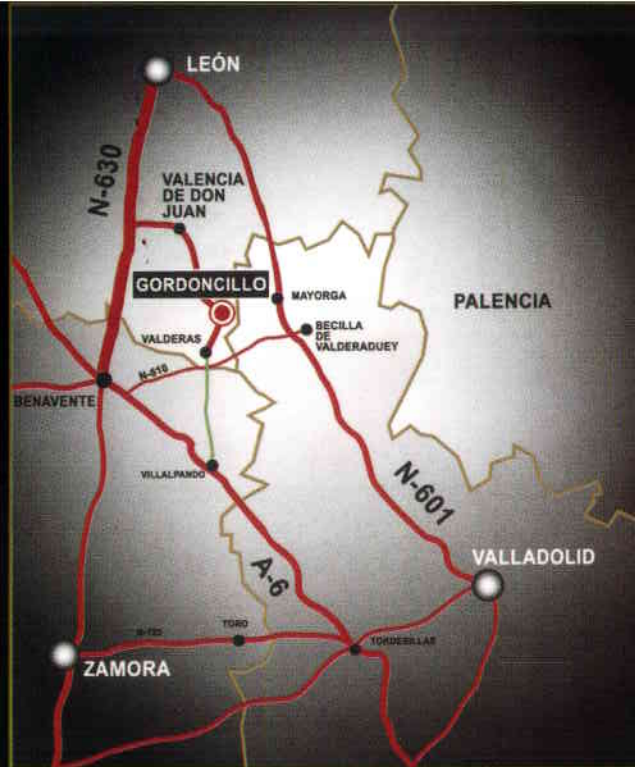 LEÓN
N-630
VALENCIA
DE DON
JUAN
GORDONCILLO
MAYORGA
PALENCIA
BECILLA
DE
VALDERADUEY
VALDERAS
N-610
BENAVENTE
VILLALPANDO
N-601
A-6
VALLADOLID
TORO
N-122
TORDESILLAS
ZAMORA